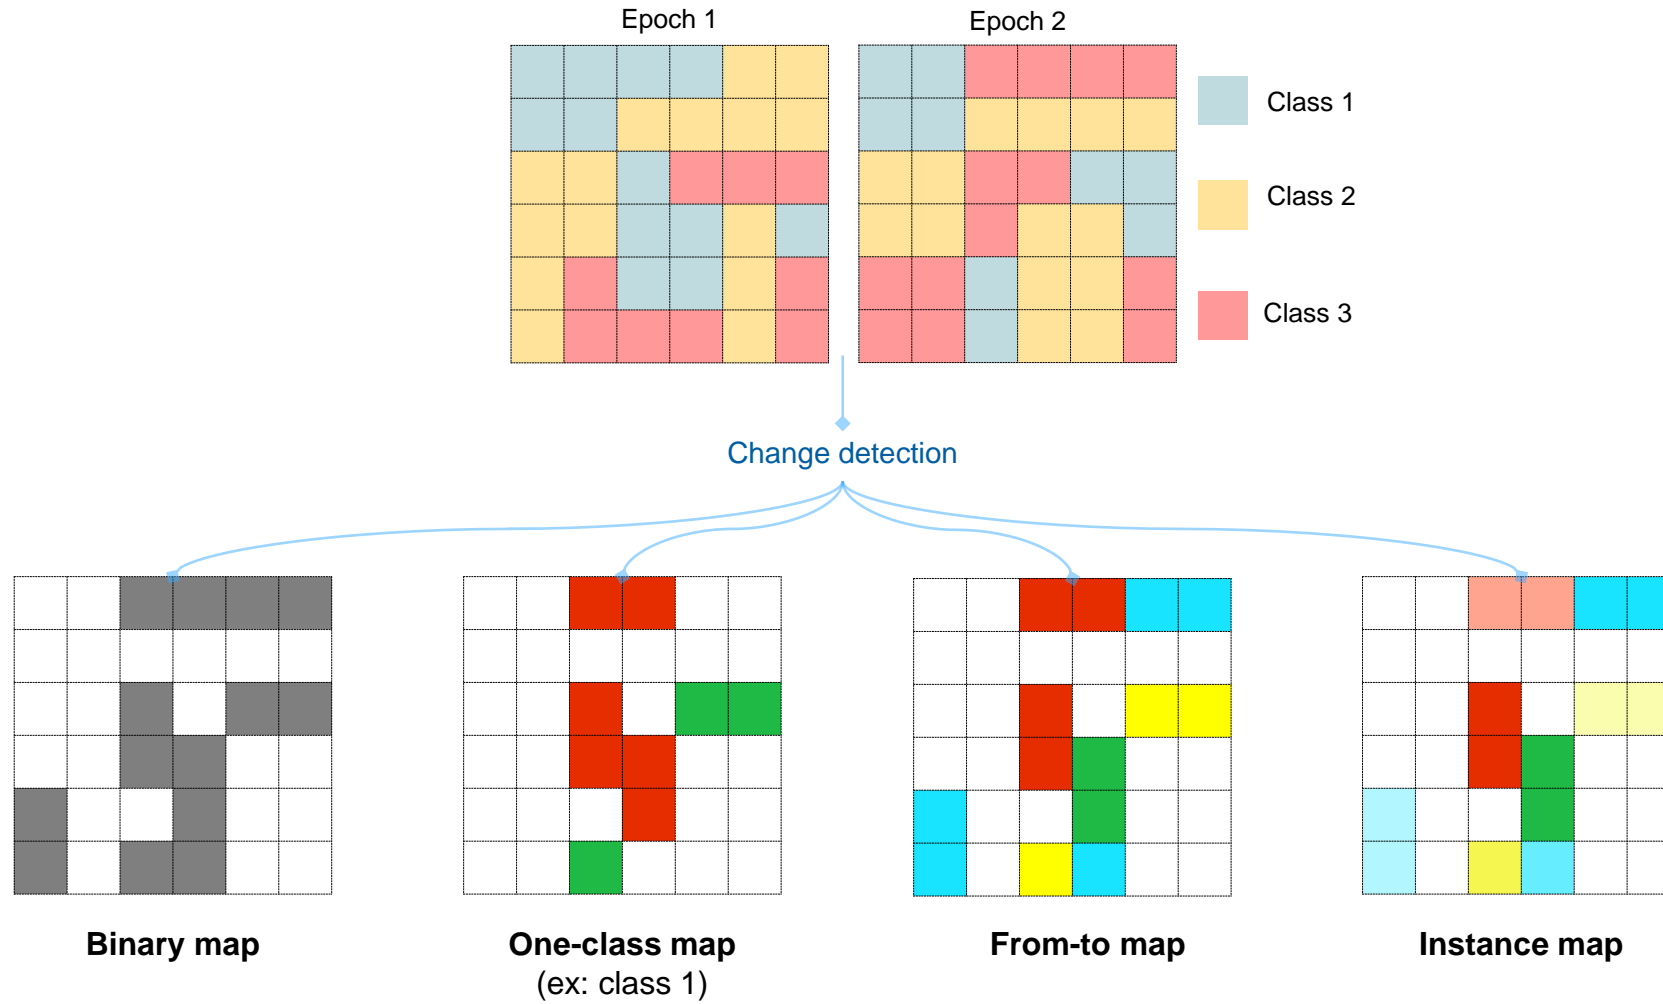 Epoch 1
Epoch 2
Class 1
Class 2
Class 3
Change detection
Binary map
One-class map
(ex: class 1)
From-to map
Instance map